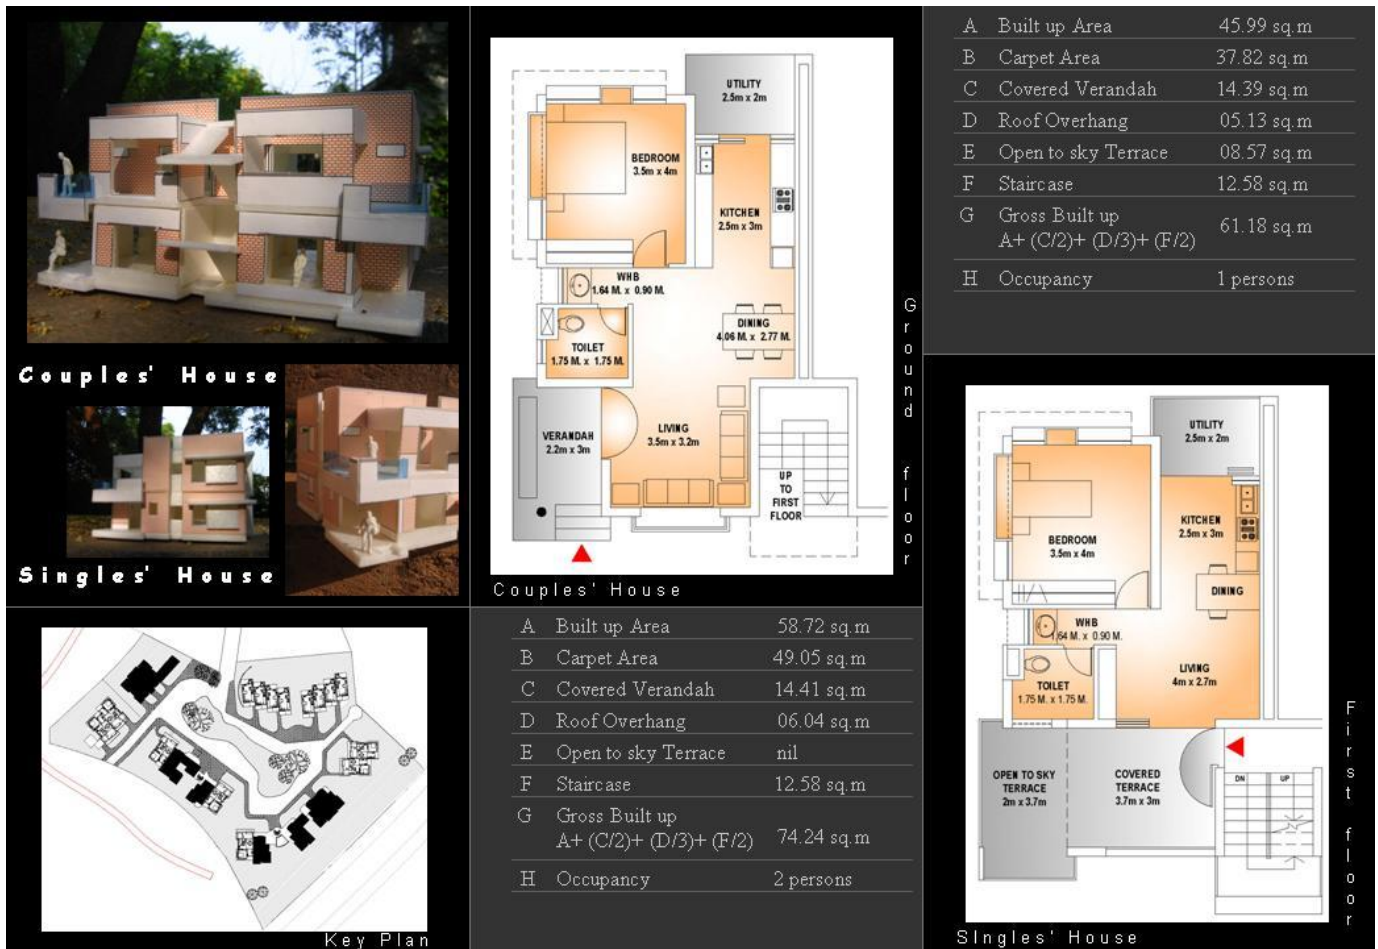 Couples' House
Singles' House
Key Plan
UTILITY
2.5m x 2m
BEDROOM
3.5m x 4m
KITCHEN
2.5m x 3m
WHB
1.64 M. x 0.90 M.
DINING
4.06 M. x 2.77 M.
TOILET
1.75 M. x 1.75 M.
VERANDAH
2.2m x 3m
LIVING
3.5m x 3.2m
UP
TO
FIRST
FLOOR
Ground floor
Couples' House
A Built up Area 58.72 sq.m
B Carpet Area 49.05 sq.m
C Covered Verandah 14.41 sq.m
D Roof Overhang 06.04 sq.m
E Open to sky Terrace nil
F Staircase 12.58 sq.m
G Gross Built up
A+ (C/2)+ (D/3)+ (F/2) 74.24 sq.m
H Occupancy 2 persons
A Built up Area 45.99 sq.m
B Carpet Area 37.82 sq.m
C Covered Verandah 14.39 sq.m
D Roof Overhang 05.13 sq.m
E Open to sky Terrace 08.57 sq.m
F Staircase 12.58 sq.m
G Gross Built up
A+ (C/2)+ (D/3)+ (F/2) 61.18 sq.m
H Occupancy 1 persons
UTILITY
2.5m x 2m
KITCHEN
2.5m x 3m
BEDROOM
3.5m x 4m
DINING
WHB
1.64 M. x 0.90 M.
LIVING
4m x 2.7m
TOILET
1.75 M. x 1.75 M.
OPEN TO SKY
TERRACE
2m x 3.7m
COVERED
TERRACE
3.7m x 3m
DN UP
First floor
SIngles' House